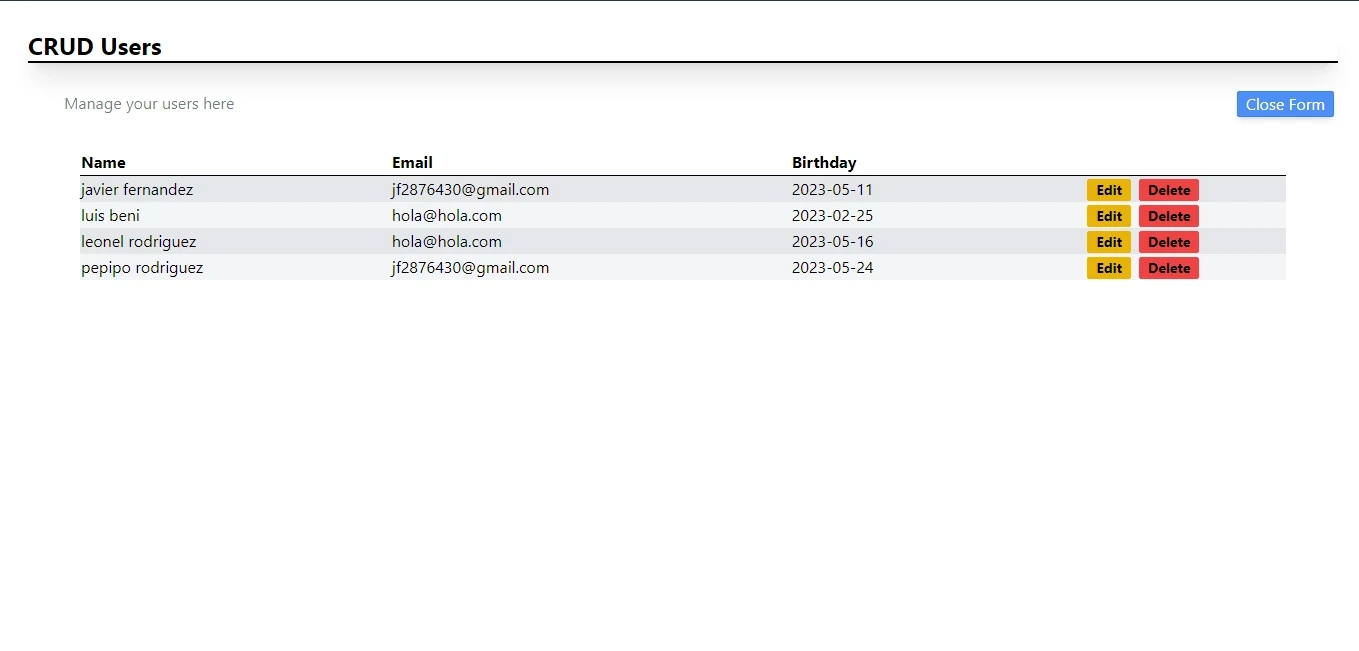 CRUD Users
Manage your users here
Close Form
Name Email Birthday
javier fernandez jf2876430@gmail.com 2023-05-11 Edit Delete
luis beni hola@hola.com 2023-02-25 Edit Delete
leonel rodriguez hola@hola.com 2023-05-16 Edit Delete
pepipo rodriguez jf2876430@gmail.com 2023-05-24 Edit Delete